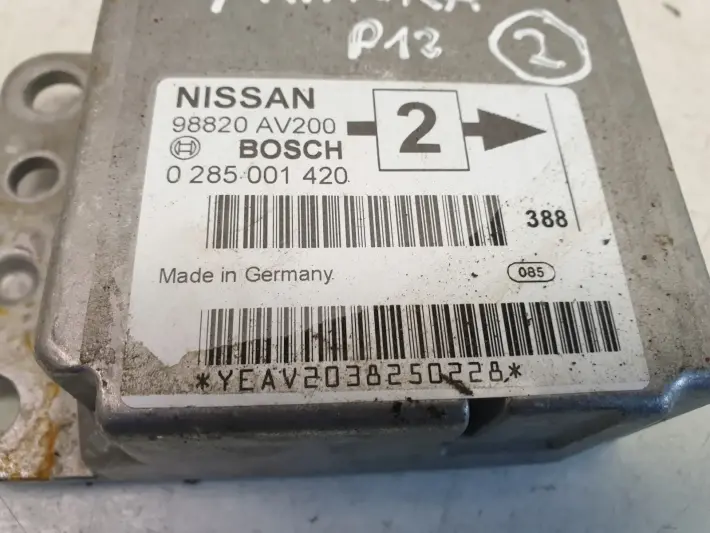 P12 2
NISSAN
98820 AV200 2
BOSCH
0 285 001 420
388
Made in Germany
085
*YEAV2038250228*